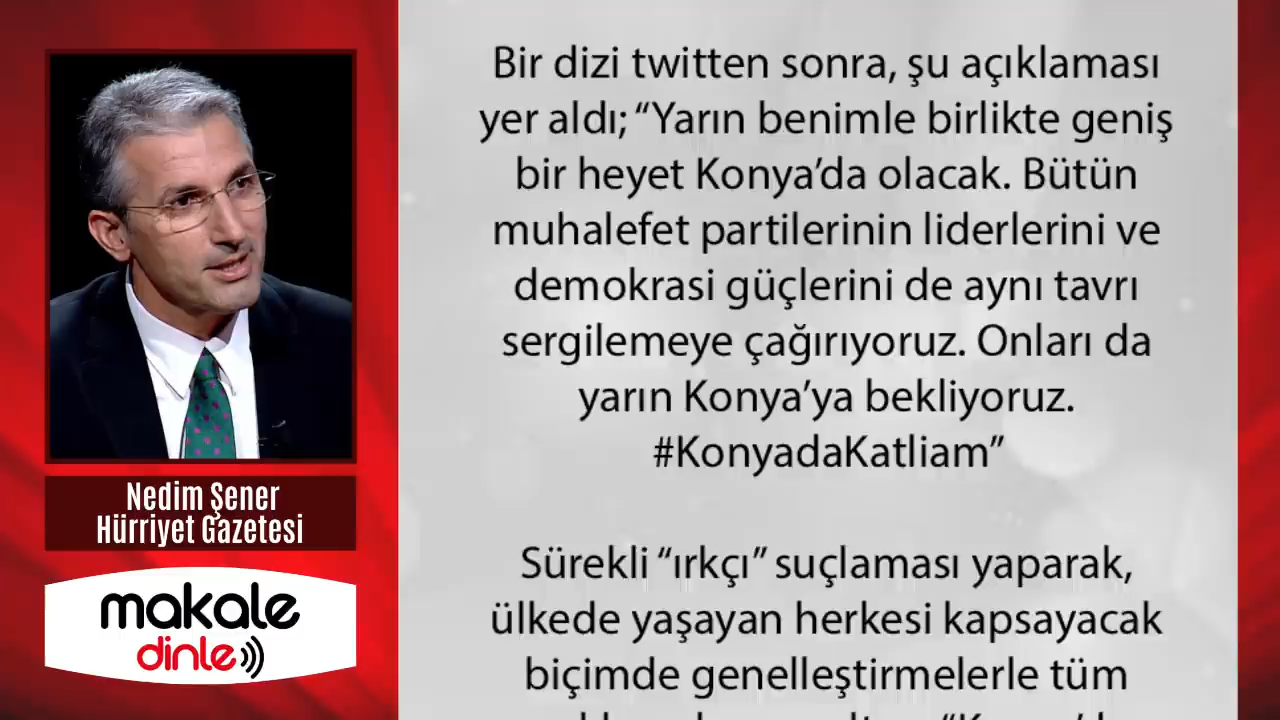 Bir dizi twitten sonra, şu açıklaması
yer aldı; “Yarın benimle birlikte geniş
bir heyet Konya’da olacak. Bütün
muhalefet partilerinin liderlerini ve
demokrasi güçlerini de aynı tavrı
sergilemeye çağırıyoruz. Onları da
yarın Konya’ya bekliyoruz.
#KonyadaKatliam”
Sürekli “ırkçı” suçlaması yaparak,
ülkede yaşayan herkesi kapsayacak
biçimde genelleştirmelerle tüm
Nedim Şener
Hürriyet Gazetesi
makale
dinle